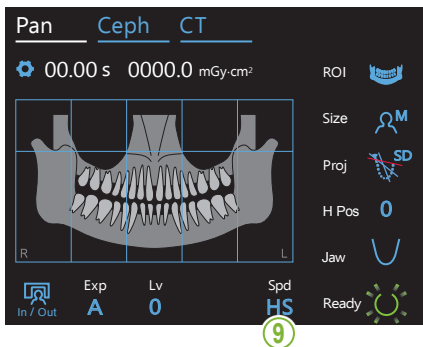 Pan Ceph CT
00.00 s 0000.0 mGy·cm²
ROI
Size M
Proj SD
H Pos 0
R L
Jaw
In / Out
Exp Lv Spd
A 0 HS
Ready
9